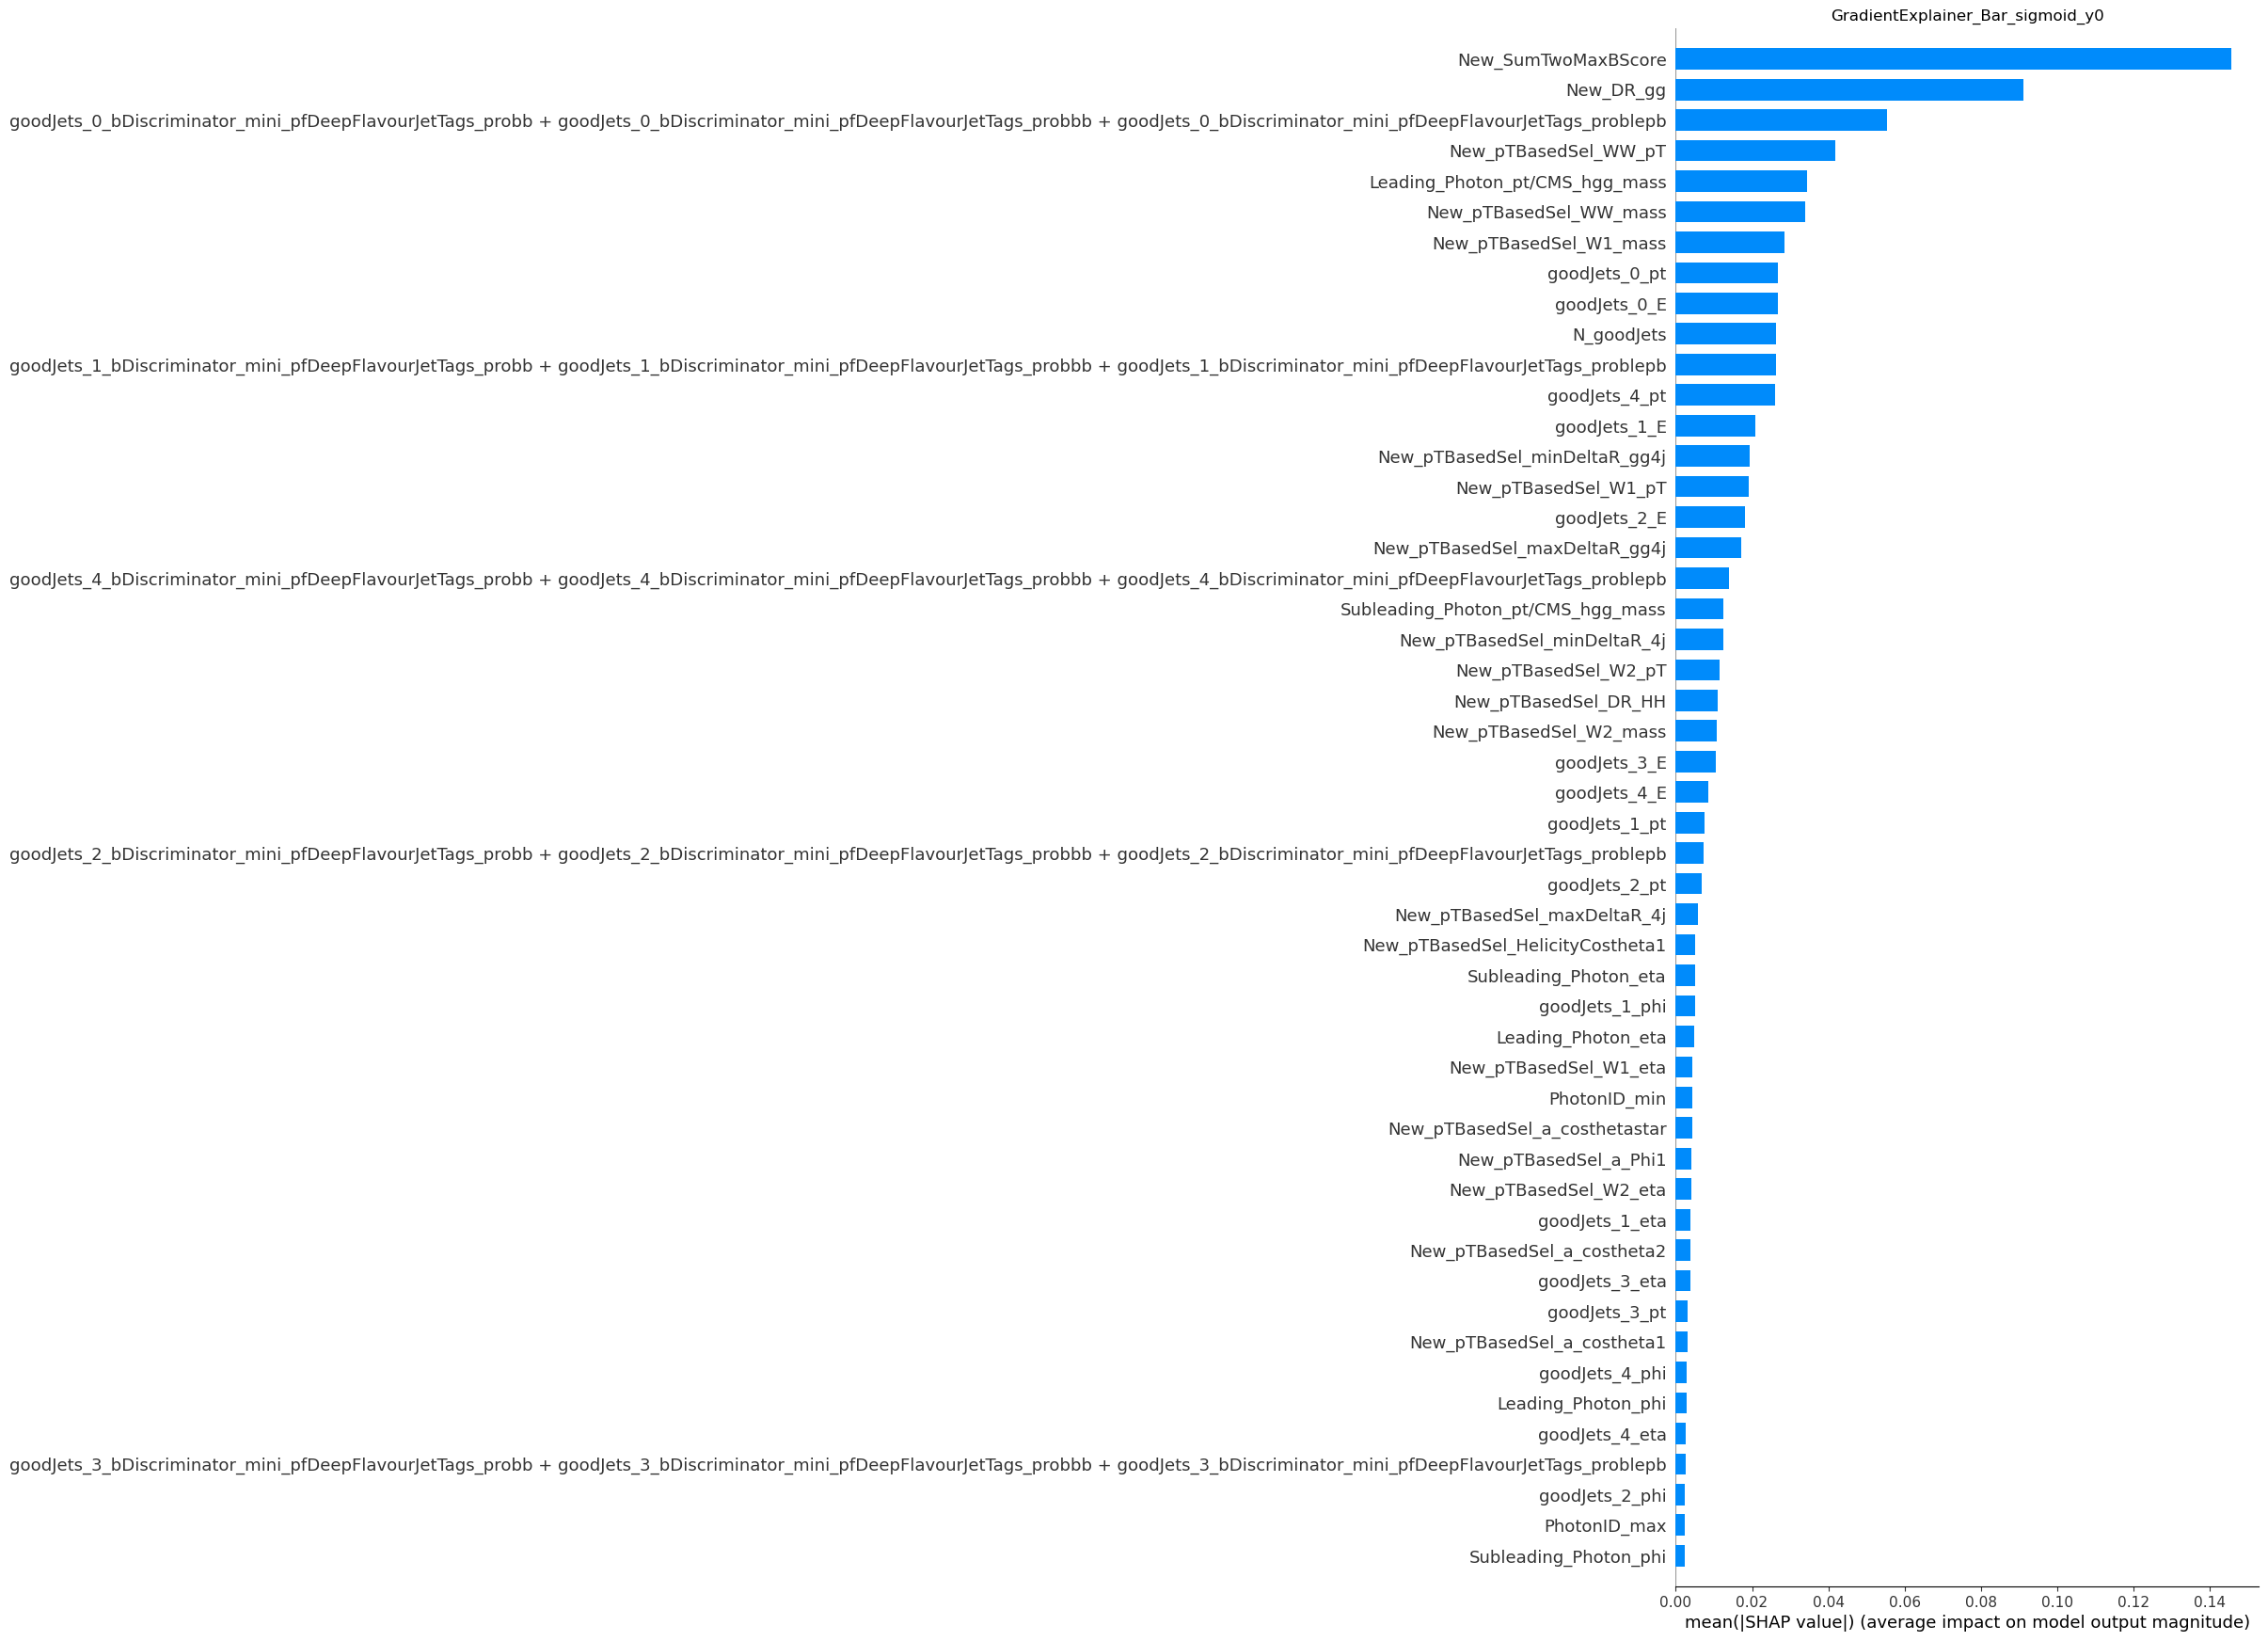 GradientExplainer_Bar_sigmoid_y0
New_SumTwoMaxBScore
New_DR_gg
goodJets_0_bDiscriminator_mini_pfDeepFlavourJetTags_probb + goodJets_0_bDiscriminator_mini_pfDeepFlavourJetTags_probbb + goodJets_0_bDiscriminator_mini_pfDeepFlavourJetTags_problepb
New_pTBasedSel_WW_pT
Leading_Photon_pt/CMS_hgg_mass
New_pTBasedSel_WW_mass
New_pTBasedSel_W1_mass
goodJets_0_pt
goodJets_0_E
N_goodJets
goodJets_1_bDiscriminator_mini_pfDeepFlavourJetTags_probb + goodJets_1_bDiscriminator_mini_pfDeepFlavourJetTags_probbb + goodJets_1_bDiscriminator_mini_pfDeepFlavourJetTags_problepb
goodJets_4_pt
goodJets_1_E
New_pTBasedSel_minDeltaR_gg4j
New_pTBasedSel_W1_pT
goodJets_2_E
New_pTBasedSel_maxDeltaR_gg4j
goodJets_4_bDiscriminator_mini_pfDeepFlavourJetTags_probb + goodJets_4_bDiscriminator_mini_pfDeepFlavourJetTags_probbb + goodJets_4_bDiscriminator_mini_pfDeepFlavourJetTags_problepb
Subleading_Photon_pt/CMS_hgg_mass
New_pTBasedSel_minDeltaR_4j
New_pTBasedSel_W2_pT
New_pTBasedSel_DR_HH
New_pTBasedSel_W2_mass
goodJets_3_E
goodJets_4_E
goodJets_1_pt
goodJets_2_bDiscriminator_mini_pfDeepFlavourJetTags_probb + goodJets_2_bDiscriminator_mini_pfDeepFlavourJetTags_probbb + goodJets_2_bDiscriminator_mini_pfDeepFlavourJetTags_problepb
goodJets_2_pt
New_pTBasedSel_maxDeltaR_4j
New_pTBasedSel_HelicityCostheta1
Subleading_Photon_eta
goodJets_1_phi
Leading_Photon_eta
New_pTBasedSel_W1_eta
PhotonID_min
New_pTBasedSel_a_costhetastar
New_pTBasedSel_a_Phi1
New_pTBasedSel_W2_eta
goodJets_1_eta
New_pTBasedSel_a_costheta2
goodJets_3_eta
goodJets_3_pt
New_pTBasedSel_a_costheta1
goodJets_4_phi
Leading_Photon_phi
goodJets_4_eta
goodJets_3_bDiscriminator_mini_pfDeepFlavourJetTags_probb + goodJets_3_bDiscriminator_mini_pfDeepFlavourJetTags_probbb + goodJets_3_bDiscriminator_mini_pfDeepFlavourJetTags_problepb
goodJets_2_phi
PhotonID_max
Subleading_Photon_phi
0.00 0.02 0.04 0.06 0.08 0.10 0.12 0.14
mean(|SHAP value|) (average impact on model output magnitude)